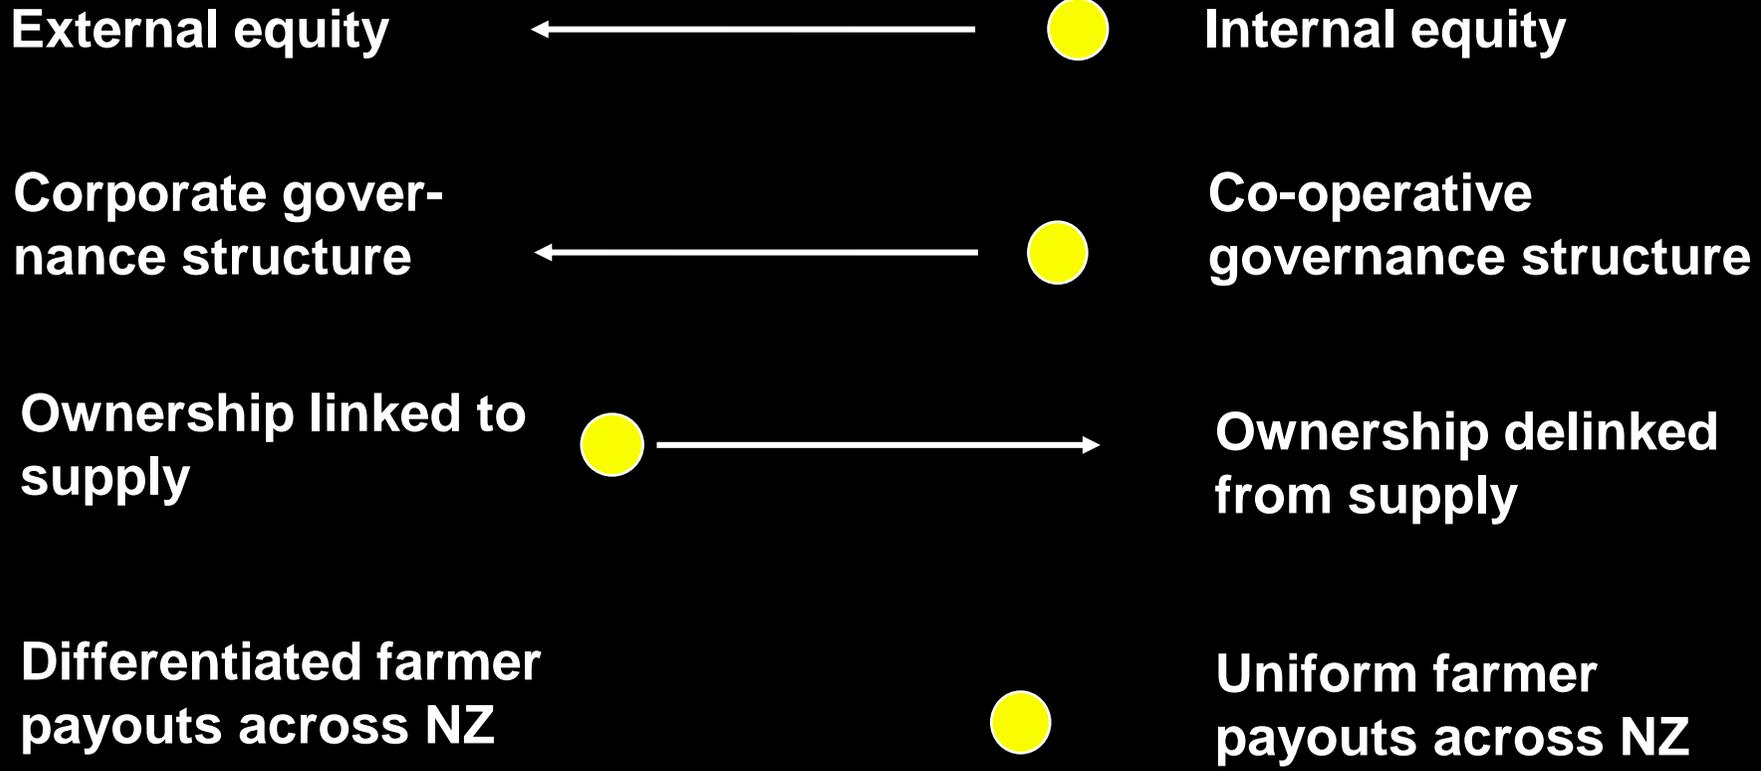 External equity
Internal equity
Corporate gover-
nance structure
Co-operative
governance structure
Ownership linked to
supply
Ownership delinked
from supply
Differentiated farmer
payouts across NZ
Uniform farmer
payouts across NZ